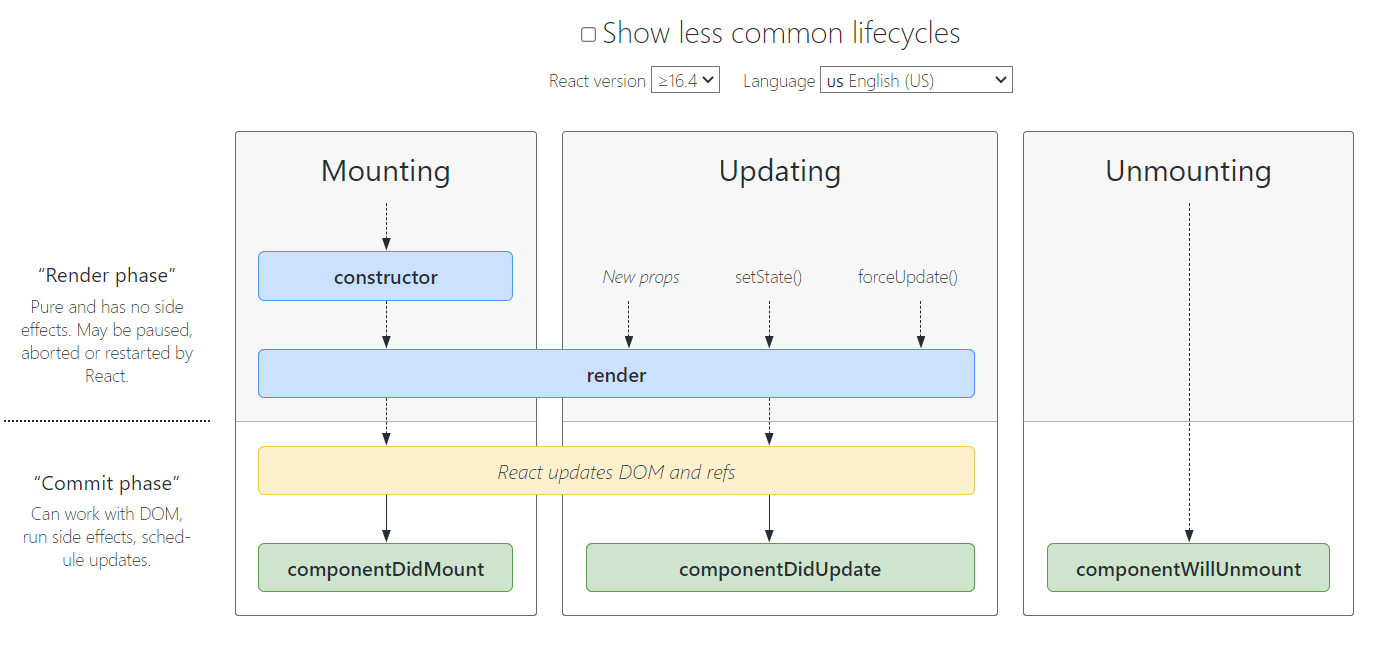 Show less common lifecycles
React version ≥16.4 Language us English (US)
Mounting Updating Unmounting
“Render phase”
Pure and has no side
effects. May be paused,
aborted or restarted by
React.
constructor
New props setState() forceUpdate()
render
“Commit phase”
Can work with DOM,
run side effects, sched-
ule updates.
React updates DOM and refs
componentDidMount componentDidUpdate componentWillUnmount